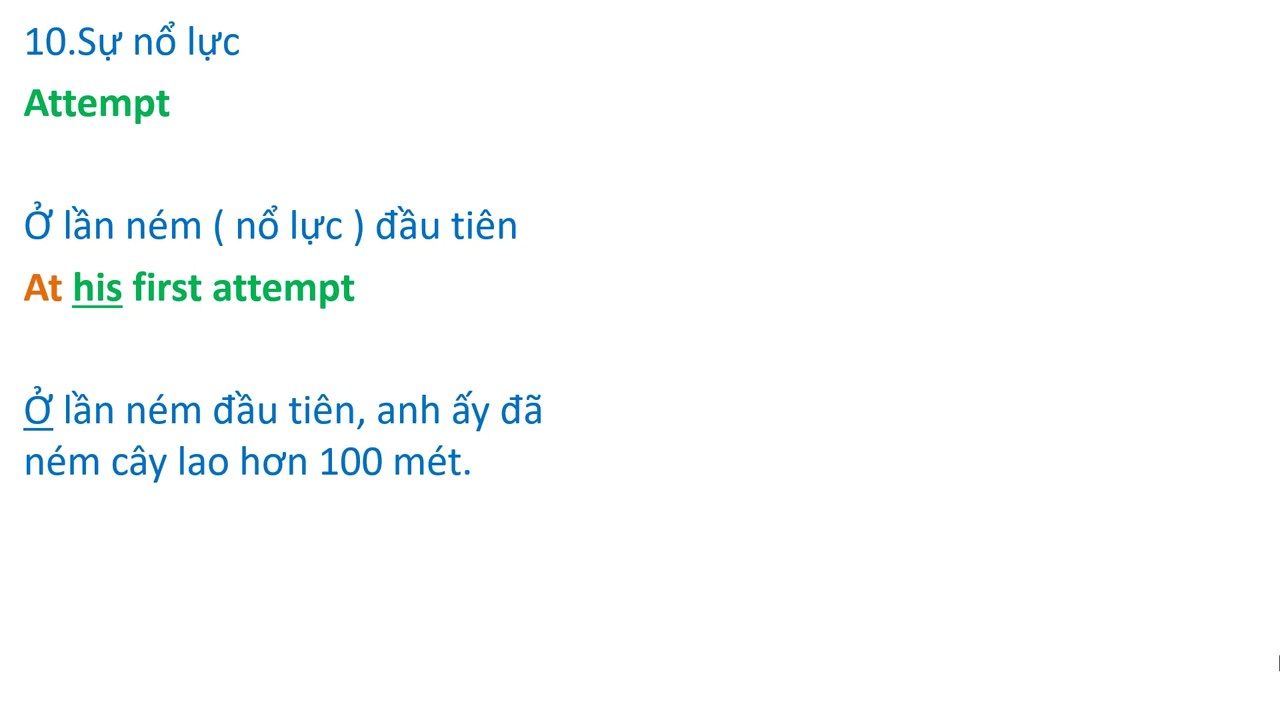 10.Sự nổ lực
Attempt
Ở lần ném ( nổ lực ) đầu tiên
At his first attempt
Ở lần ném đầu tiên, anh ấy đã
ném cây lao hơn 100 mét.